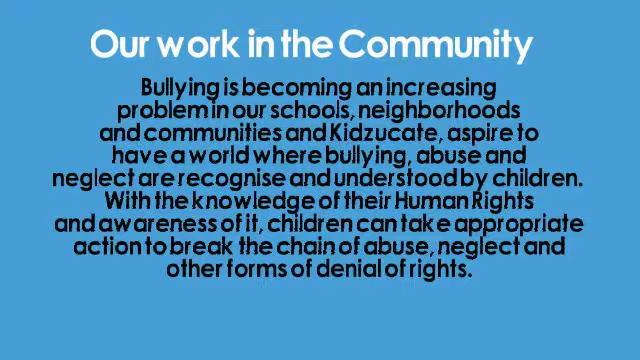 Our work in the Community
Bullying is becoming an increasing
problem in our schools, neighborhoods
and communities and Kidzucate, aspire to
have a world where bullying, abuse and
neglect are recognise and understood by children.
With the knowledge of their Human Rights
and awareness of it, children can take appropriate
action to break the chain of abuse, neglect and
other forms of denial of rights.